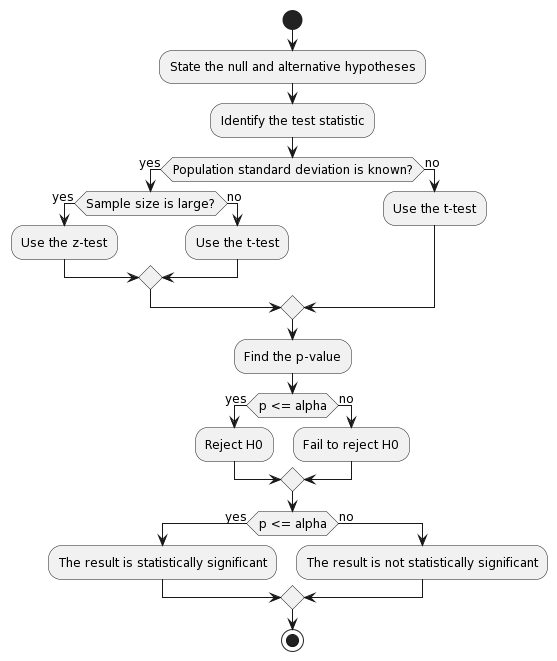 State the null and alternative hypotheses
Identify the test statistic
yes
Population standard deviation is known?
no
yes
Sample size is large?
no
Use the t-test
Use the z-test
Use the t-test
Find the p-value
yes
p <= alpha
no
Reject H0
Fail to reject H0
yes
p <= alpha
no
The result is statistically significant
The result is not statistically significant